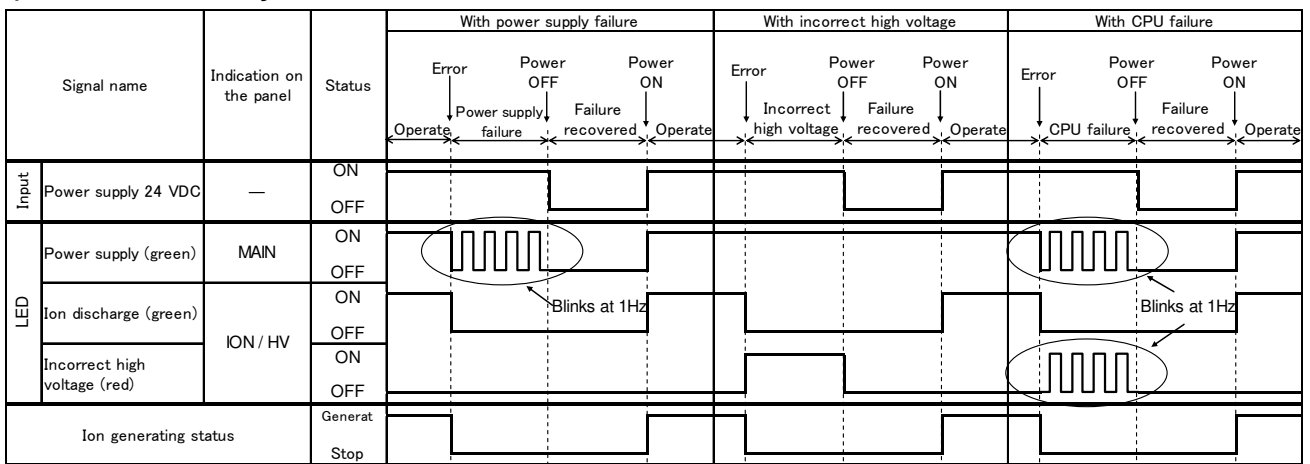 With power supply failure
With incorrect high voltage
With CPU failure
Signal name
Indication on
the panel
Status
Error
Power
OFF
Power
ON
Power supply
failure
Failure
recovered
Operate
Operate
Error
Power
OFF
Power
ON
Incorrect
high voltage
Failure
recovered
Operate
Error
Power
OFF
Power
ON
CPU failure
Failure
recovered
Operate
Input
Power supply 24 VDC
—
ON
OFF
LED
Power supply (green)
MAIN
ON
OFF
Blinks at 1Hz
Blinks at 1Hz
Ion discharge (green)
ION / HV
ON
OFF
Incorrect high
voltage (red)
ON
OFF
Ion generating status
Generat
Stop